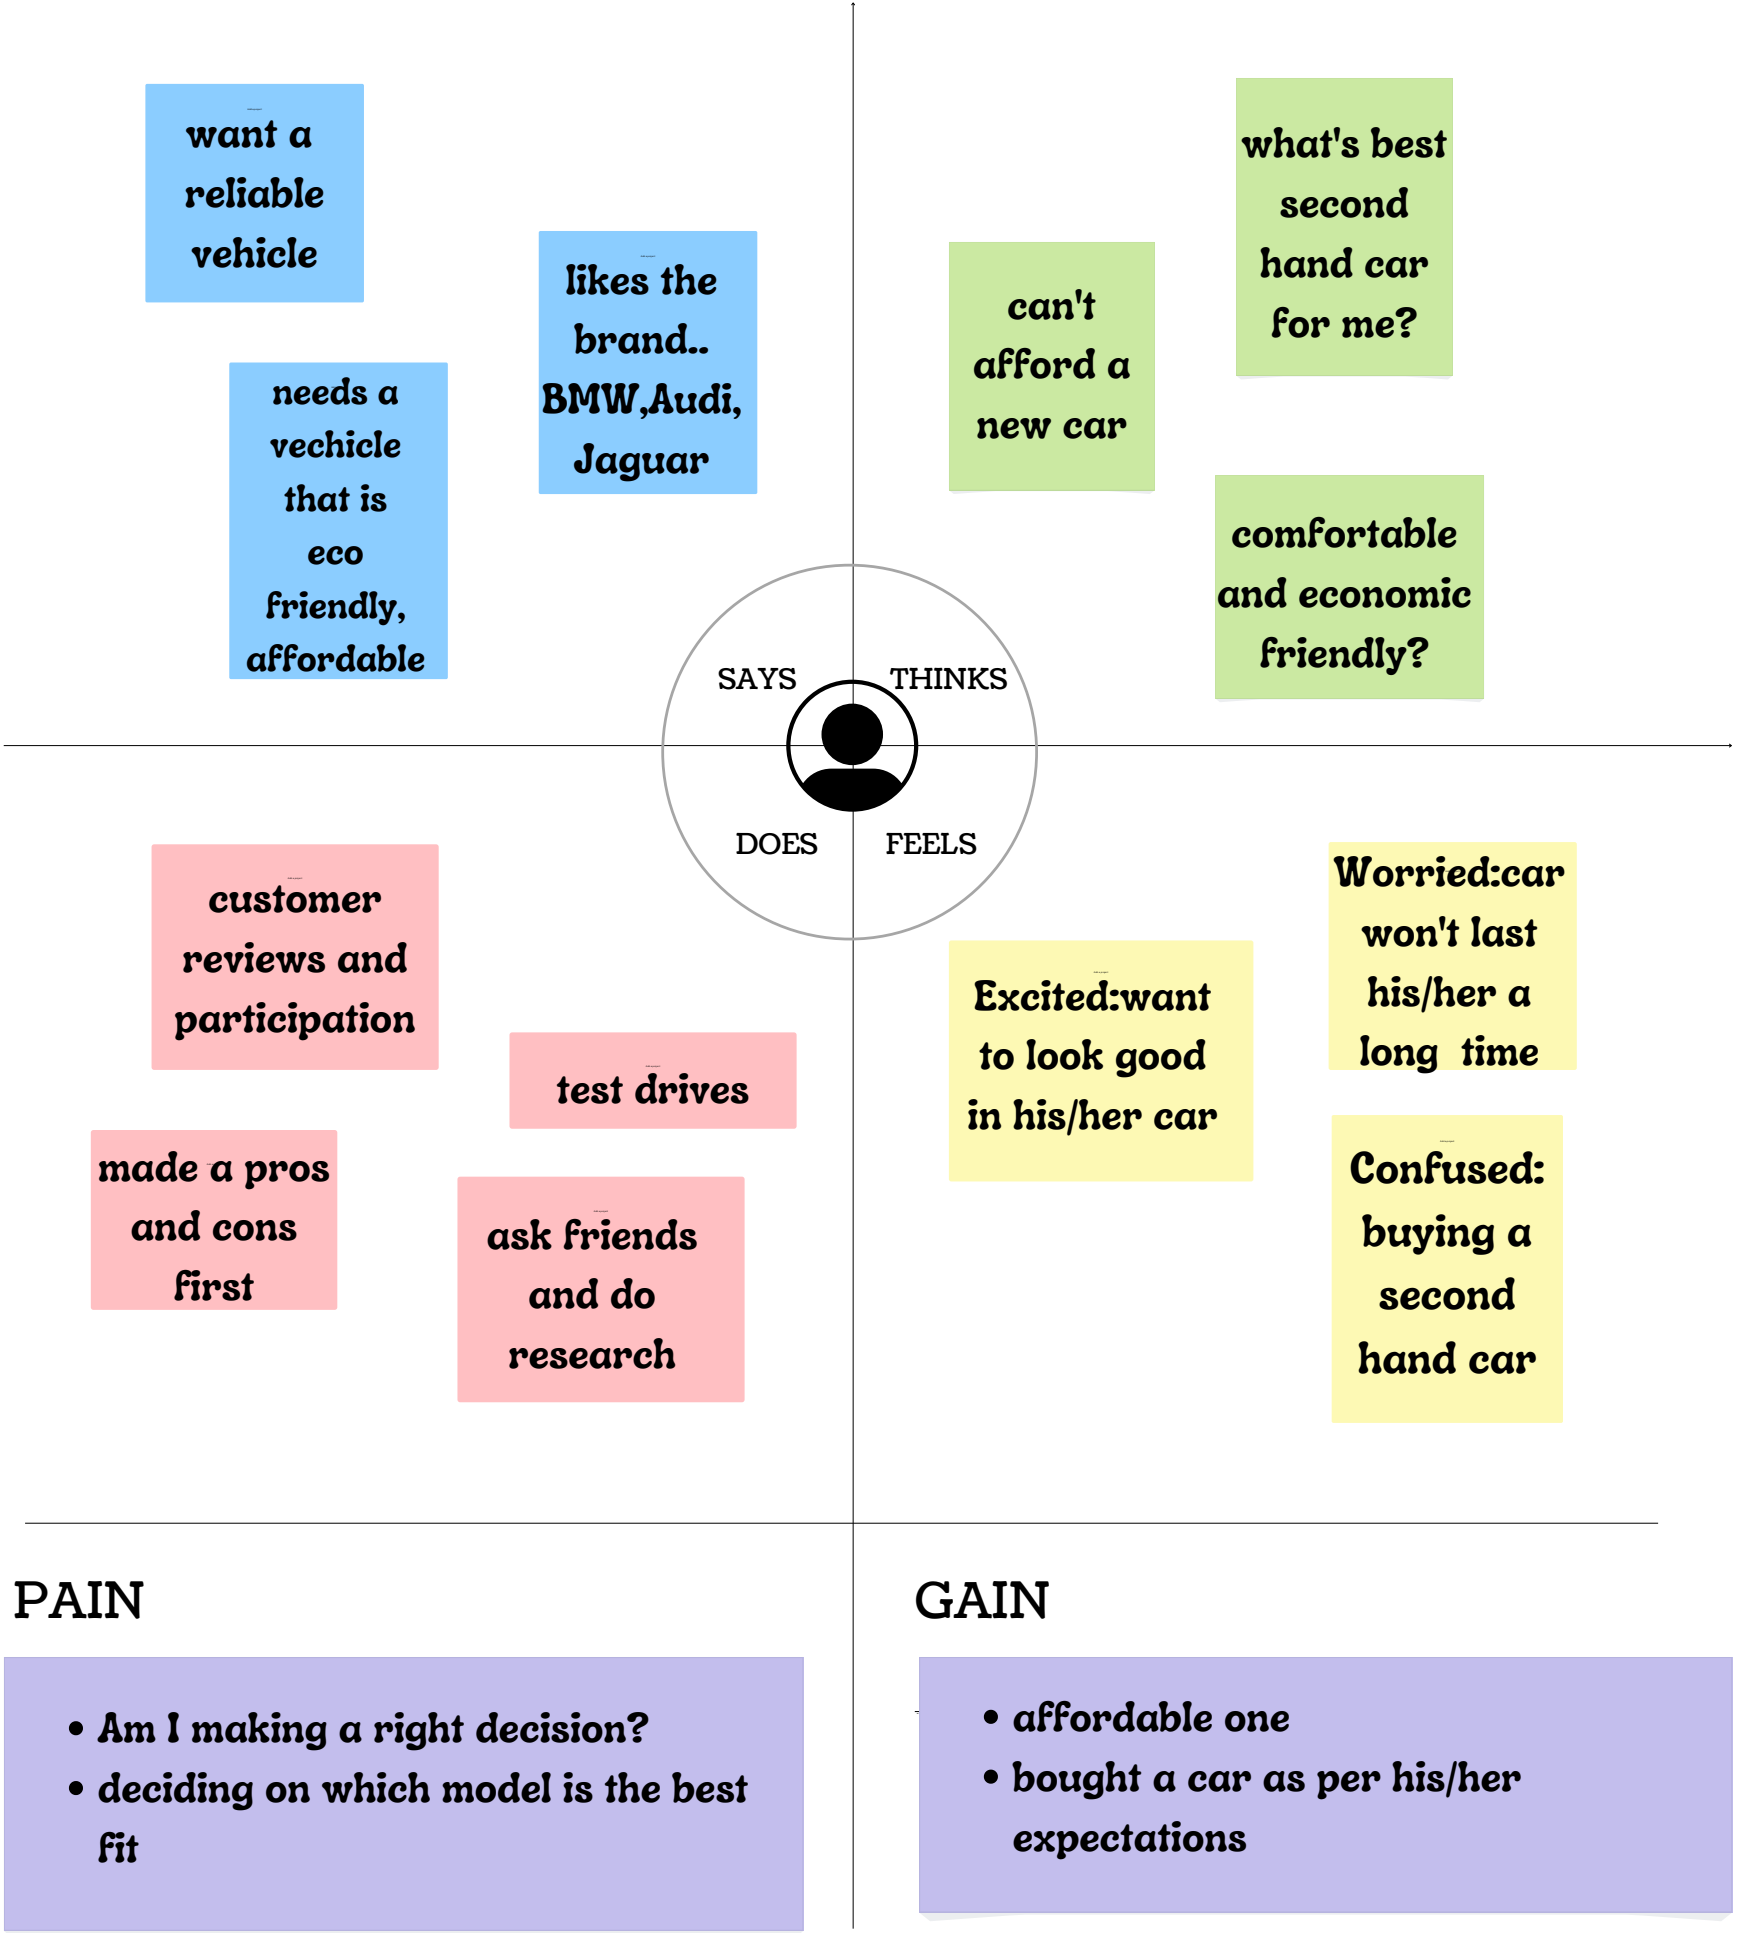 want a
reliable
vehicle
likes the
brand..
BMW,Audi,
Jaguar
needs a
vechicle
that is
eco
friendly,
affordable
what's best
second
hand car
for me?
can't
afford a
new car
comfortable
and economic
friendly?
SAYS
THINKS
DOES
FEELS
customer
reviews and
participation
test drives
made a pros
and cons
first
ask friends
and do
research
Excited:want
to look good
in his/her car
Worried:car
won't last
his/her a
long  time
Confused:
buying a
second
hand car
PAIN
Am I making a right decision?
deciding on which model is the best
fit
GAIN
affordable one
bought a car as per his/her
expectations